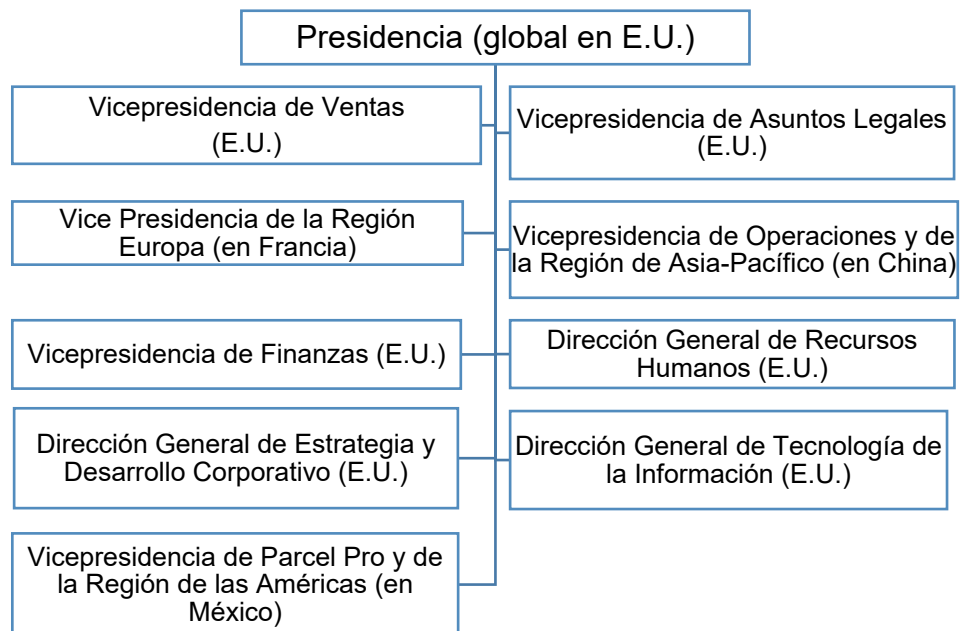 Presidencia (global en E.U.)
Vicepresidencia de Ventas
(E.U.)
Vicepresidencia de Asuntos Legales
(E.U.)
Vice Presidencia de la Región
Europa (en Francia)
Vicepresidencia de Operaciones y de
la Región de Asia-Pacífico (en China)
Vicepresidencia de Finanzas (E.U.)
Dirección General de Recursos
Humanos (E.U.)
Dirección General de Estrategia y
Desarrollo Corporativo (E.U.)
Dirección General de Tecnología de
la Información (E.U.)
Vicepresidencia de Parcel Pro y de
la Región de las Américas (en
México)